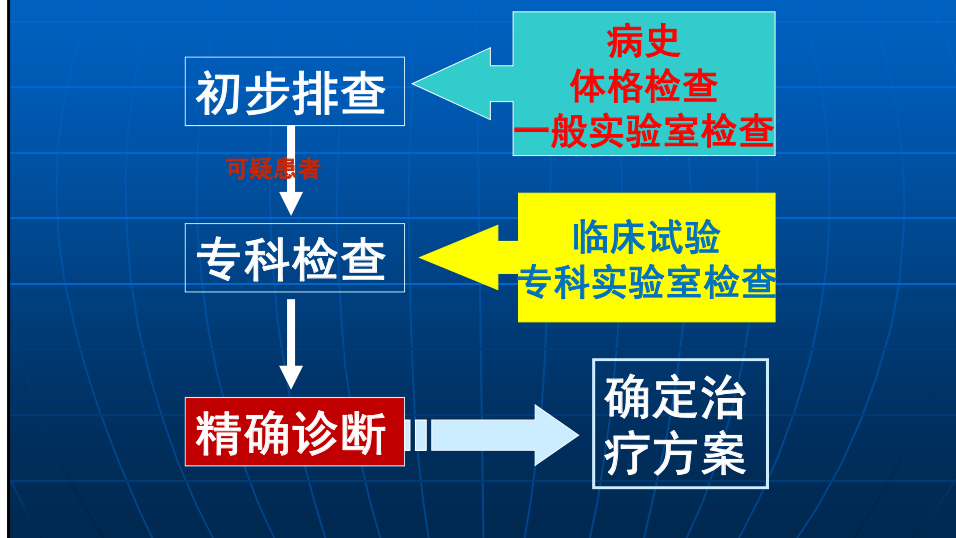 初步排查
病史
体格检查
一般实验室检查
可疑患者
专科检查
临床试验
专科实验室检查
精确诊断
确定治
疗方案